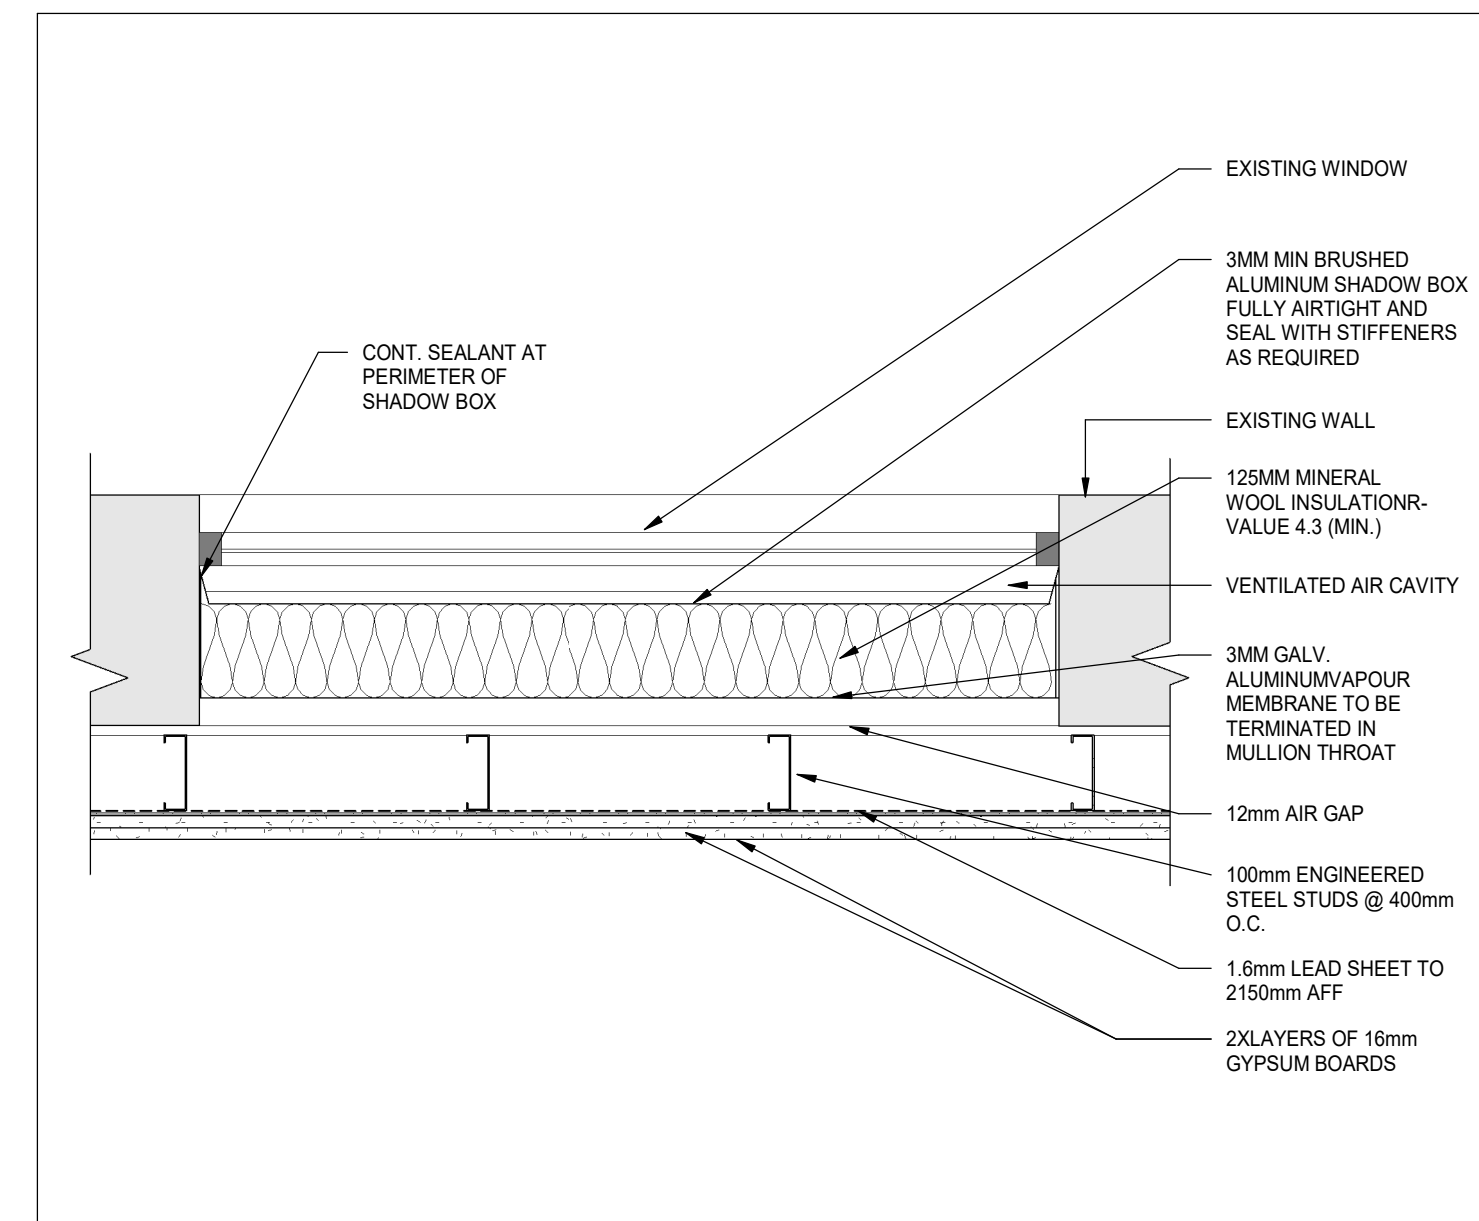 EXISTING WINDOW
3MM MIN BRUSHED
ALUMINUM SHADOW BOX
FULLY AIRTIGHT AND
SEAL WITH STIFFENERS
AS REQUIRED
CONT. SEALANT AT
PERIMETER OF
SHADOW BOX
EXISTING WALL
125MM MINERAL
WOOL INSULATIONR-
VALUE 4.3 (MIN.)
VENTILATED AIR CAVITY
3MM GALV.
ALUMINUMVAPOUR
MEMBRANE TO BE
TERMINATED IN
MULLION THROAT
12mm AIR GAP
100mm ENGINEERED
STEEL STUDS @ 400mm
O.C.
1.6mm LEAD SHEET TO
2150mm AFF
2XLAYERS OF 16mm
GYPSUM BOARDS